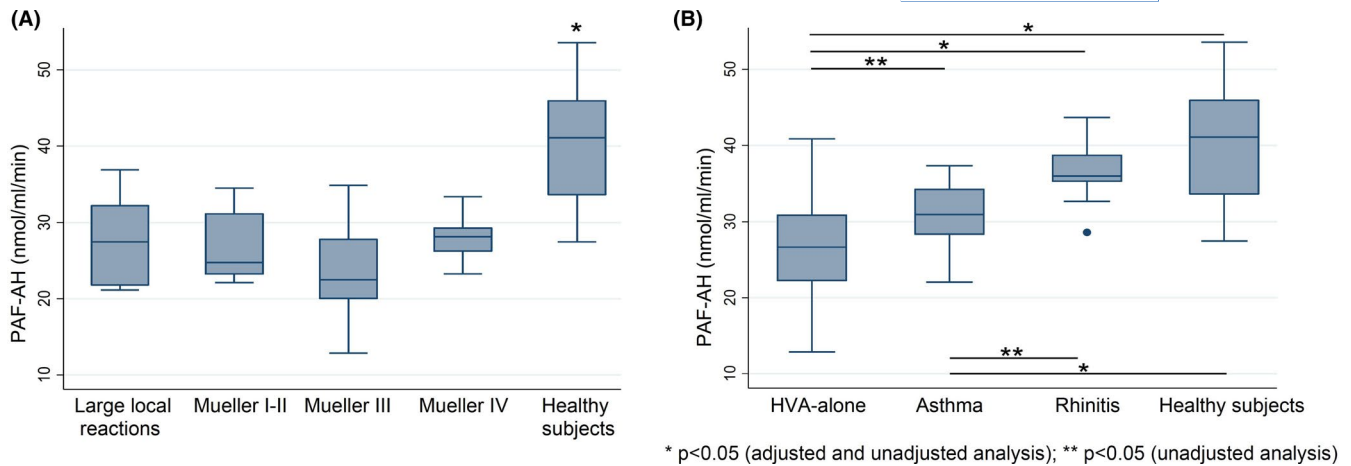 (A)
*
50
40
30
20
10
PAF-AH (nmol/ml/min)
Large local
reactions
Mueller I-II
Mueller III
Mueller IV
Healthy
subjects
(B)
*
*
**
50
40
30
20
10
PAF-AH (nmol/ml/min)
**
*
HVA-alone
Asthma
Rhinitis
Healthy subjects
* p<0.05 (adjusted and unadjusted analysis); ** p<0.05 (unadjusted analysis)